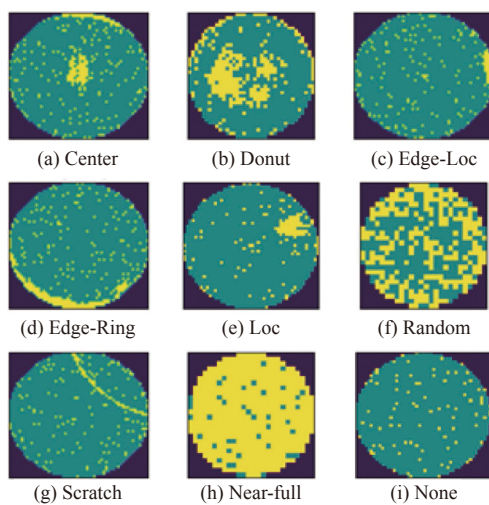 (a) Center
(b) Donut
(c) Edge-Loc
(d) Edge-Ring
(e) Loc
(f) Random
(g) Scratch
(h) Near-full
(i) None